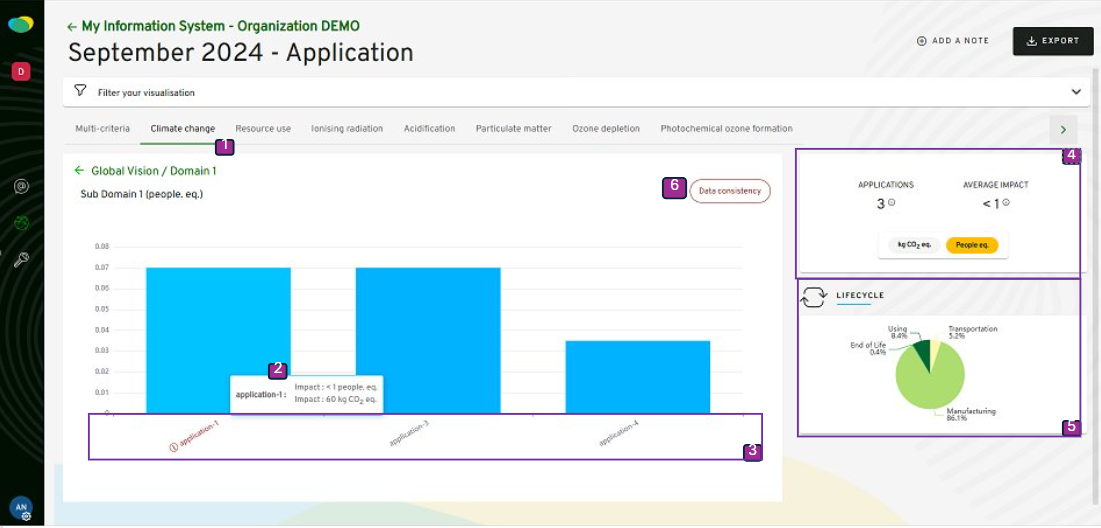 ← My Information System - Organization DEMO
September 2024 - Application
ADD A NOTE
EXPORT
D
Filter your visualisation
Multi-criteria
Climate change
Resource use
Ionising radiation
Acidification
Particulate matter
Ozone depletion
Photochemical ozone formation
1
← Global Vision / Domain 1
Sub Domain 1 (people. eq.)
6
Data consistency
0.08
0.07
0.06
0.05
0.04
0.03
0.02
0.01
0
2
application-1 :
Impact : < 1 people. eq.
Impact : 60 kg CO₂ eq.
application-1
application-3
application-4
3
4
APPLICATIONS
3
AVERAGE IMPACT
< 1
kg CO₂ eq.
People eq.
LIFECYCLE
Using
8.4%
Transportation
5.2%
End of Life
0.4%
Manufacturing
86.1%
5
AN